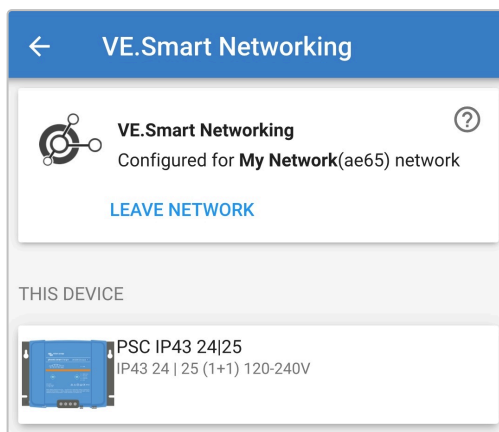 VE.Smart Networking
VE.Smart Networking
Configured for My Network(ae65) network
LEAVE NETWORK
THIS DEVICE
PSC IP43 24|25
IP43 24 | 25 (1+1) 120-240V